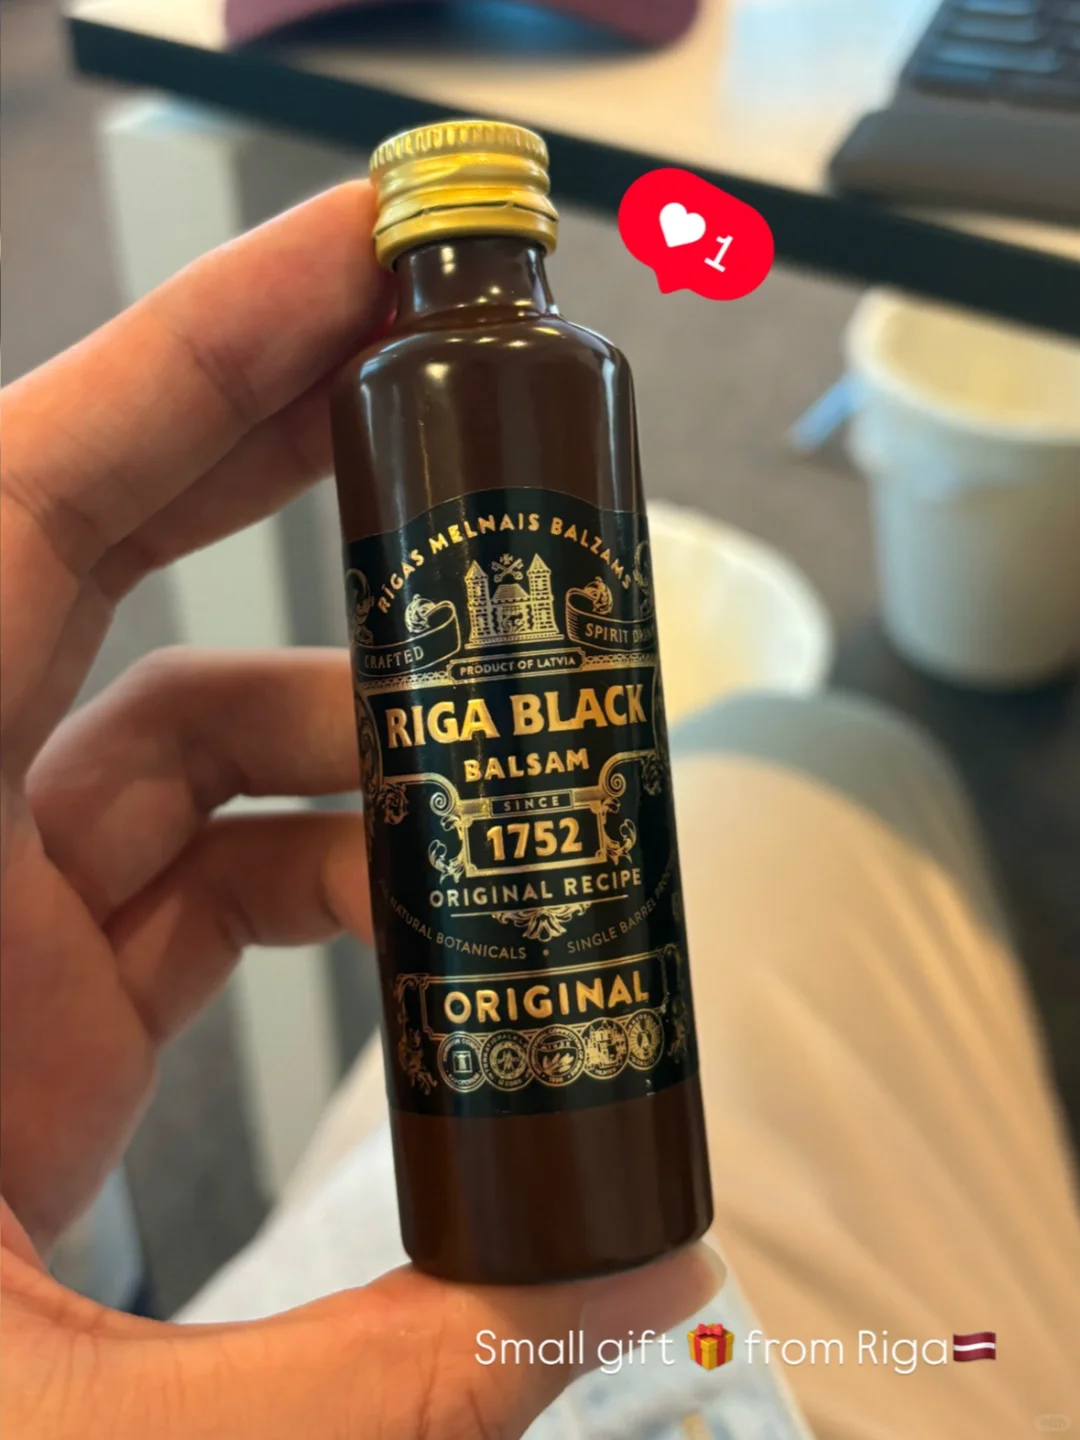 1
RĪGAS MELNAIS BALZAMS
CRAFTED
SPIRIT DRINK
PRODUCT OF LATVIA
RIGA BLACK
BALSAM
SINCE
1752
ORIGINAL RECIPE
NATURAL BOTANICALS • SINGLE BARREL
ORIGINAL
Small gift 🎁 from Riga🇱🇻